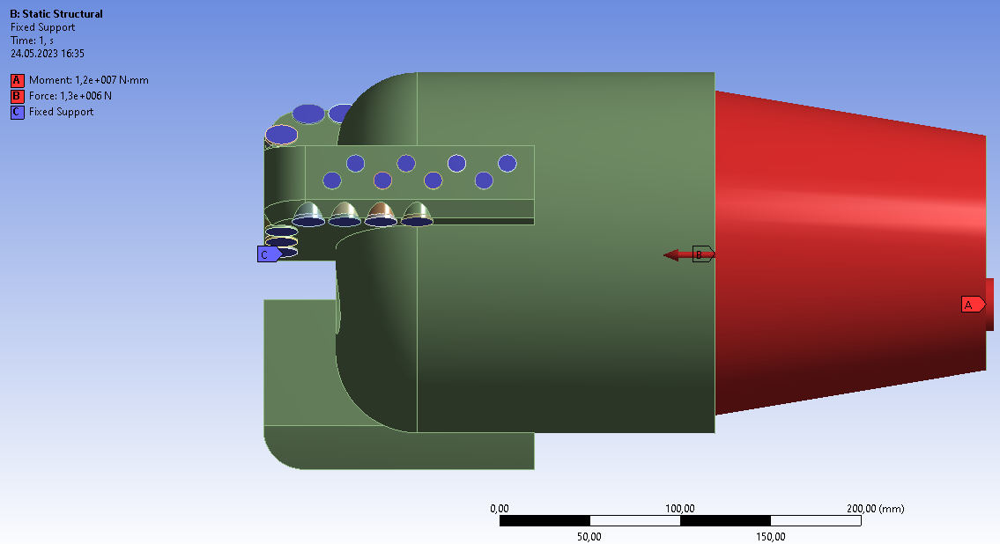 B: Static Structural
Fixed Support
Time: 1, s
24.05.2023 16:35
A Moment: 1,2e+007 N·mm
B Force: 1,3e+006 N
C Fixed Support
C
B
A
0,00 100,00 200,00 (mm)
50,00 150,00